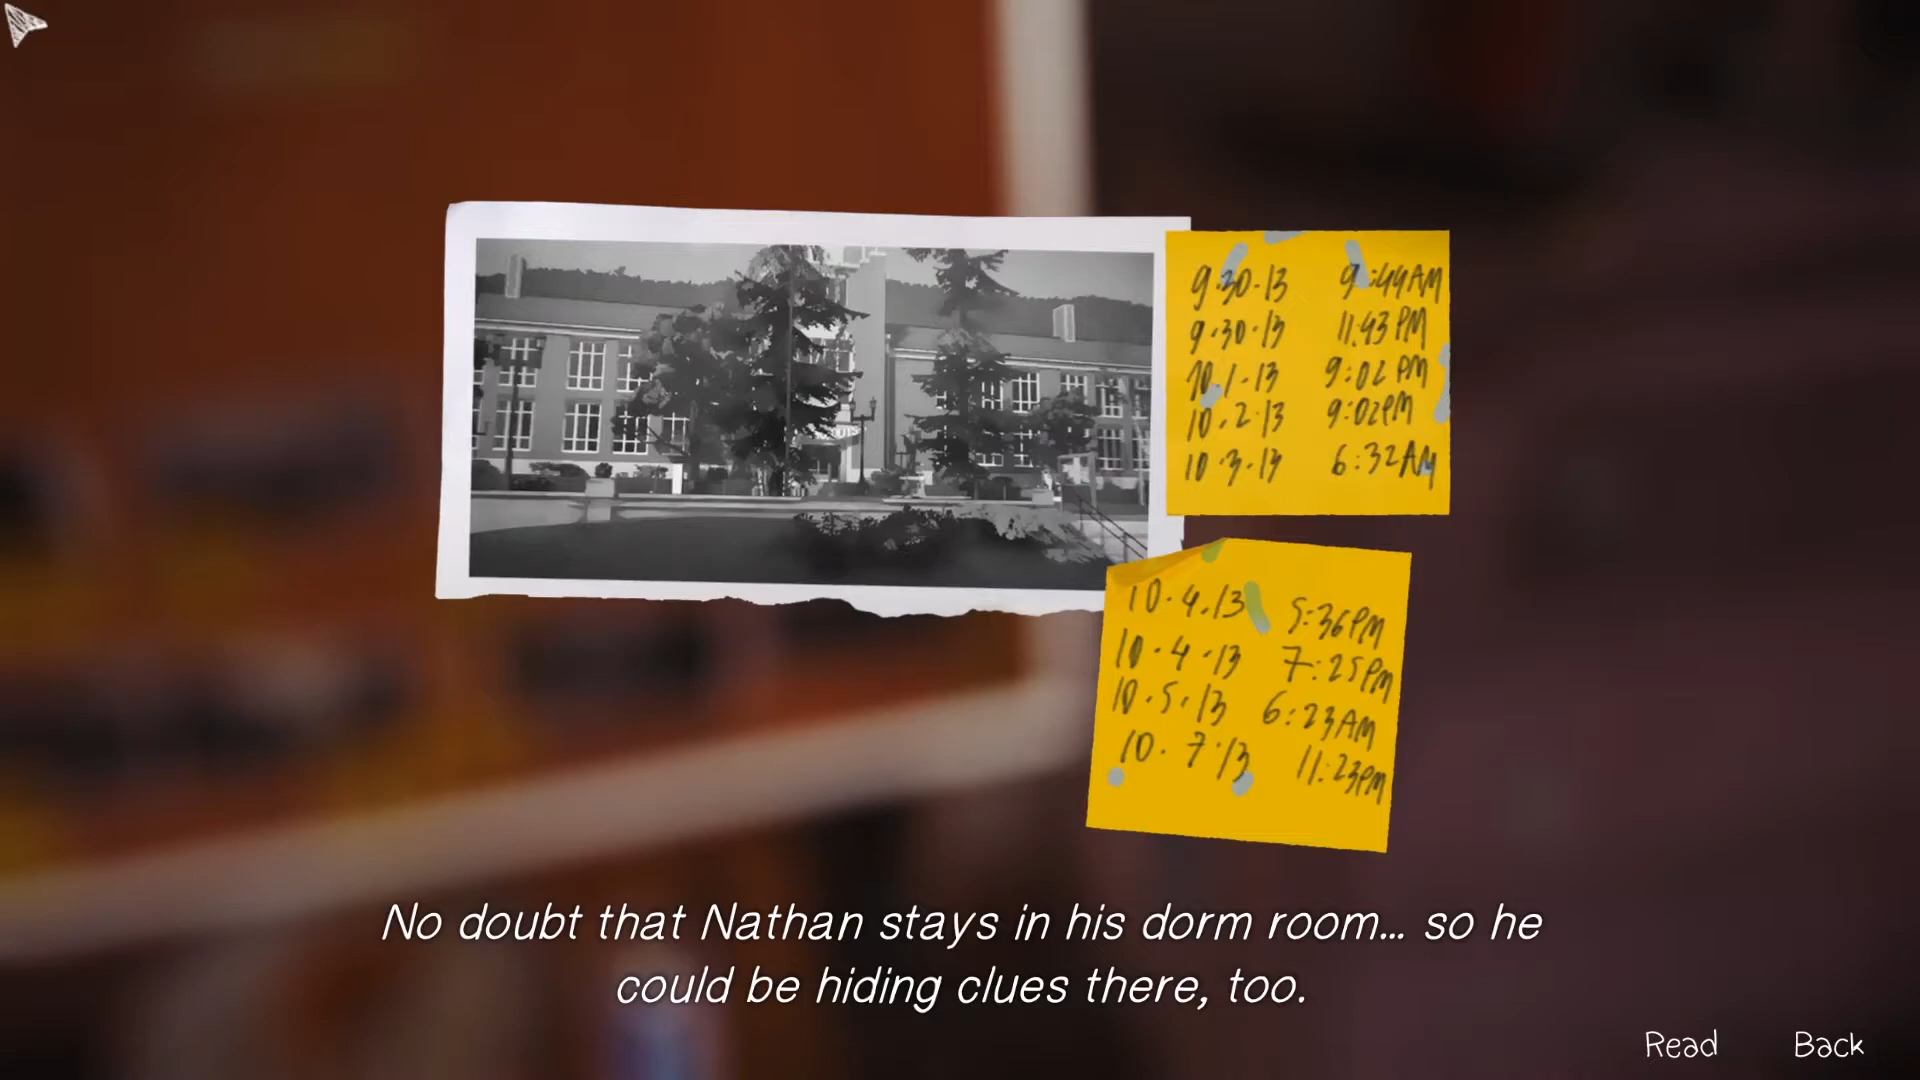 9.30.13 9:44AM
9.30.13 11:43PM
10.1.13 9:02PM
10.2.13 9:02PM
10.3.13 6:32AM
10.4.13 5:36PM
10.4.13 7:25PM
10.5.13 6:23AM
10.7.13 11:23PM
No doubt that Nathan stays in his dorm room... so he
could be hiding clues there, too.
Read Back